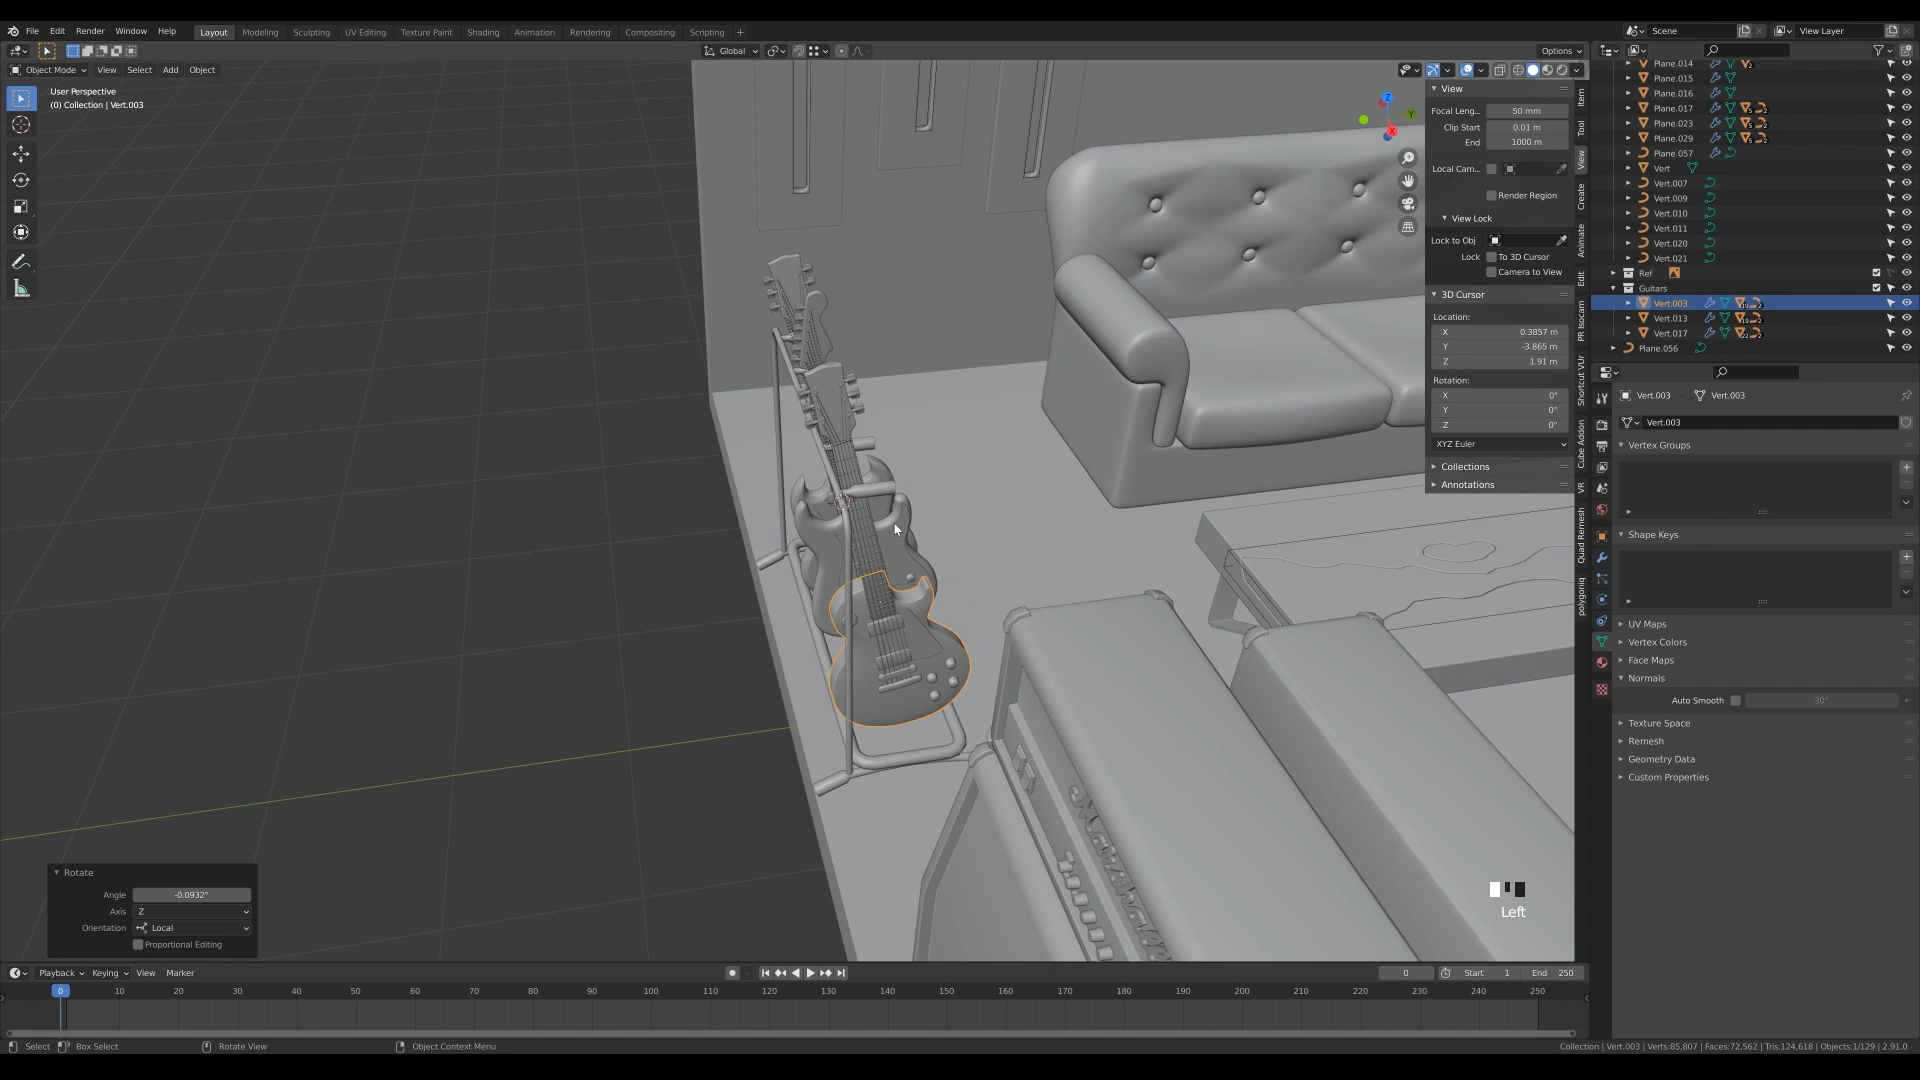 File Edit Render Window Help Layout Modeling Sculpting UV Editing Texture Paint Shading Animation Rendering Compositing Scripting + Scene View Layer
Global Options
Object Mode View Select Add Object
User Perspective
(0) Collection | Vert.003
View
Focal Leng... 50 mm
Clip Start 0.01 m
End 1000 m
Local Cam...
Render Region
View Lock
Lock to Obj
Lock To 3D Cursor
Camera to View
3D Cursor
Location:
X 0.3857 m
Y -3.865 m
Z 1.91 m
Rotation:
X 0°
Y 0°
Z 0°
XYZ Euler
Collections
Annotations
Item
Tool
View
Create
Animate
Edit
PR Isocam
Shortcut VUr
Cube Addon
VR
Quad Remesh
polygoniq
Z
Y
X
Plane.014
Plane.015
Plane.016
Plane.017
Plane.023
Plane.029
Plane.057
Vert
Vert.007
Vert.009
Vert.010
Vert.011
Vert.020
Vert.021
Ref
Guitars
Vert.003
Vert.013
Vert.017
Plane.056
Vert.003 Vert.003
Vert.003
Vertex Groups
Shape Keys
UV Maps
Vertex Colors
Face Maps
Normals
Auto Smooth 30°
Texture Space
Remesh
Geometry Data
Custom Properties
Marshall
Left
Rotate
Angle -0.0932°
Axis Z
Orientation Local
Proportional Editing
Playback Keying View Marker 0 Start 1 End 250
0 10 20 30 40 50 60 70 80 90 100 110 120 130 140 150 160 170 180 190 200 210 220 230 240 250
Select Box Select Rotate View Object Context Menu Collection | Vert.003 | Verts:85,807 | Faces:72,562 | Tris:124,618 | Objects:1/129 | 2.91.0